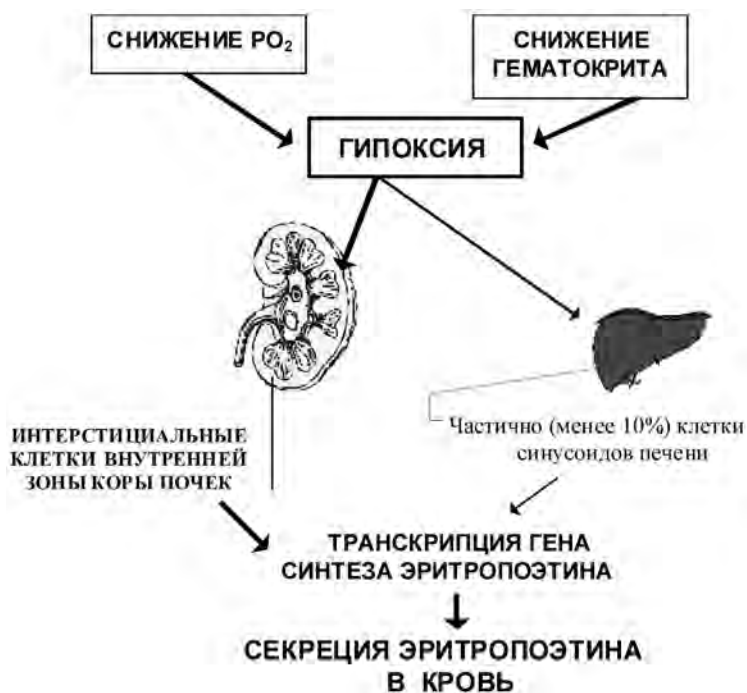 СНИЖЕНИЕ PO₂
СНИЖЕНИЕ
ГЕМАТОКРИТА
ГИПОКСИЯ
ИНТЕРСТИЦИАЛЬНЫЕ
КЛЕТКИ ВНУТРЕННЕЙ
ЗОНЫ КОРЫ ПОЧЕК
Частично (менее 10%) клетки
синусоидов печени
ТРАНСКРИПЦИЯ ГЕНА
СИНТЕЗА ЭРИТРОПОЭТИНА
СЕКРЕЦИЯ ЭРИТРОПОЭТИНА
В КРОВЬ